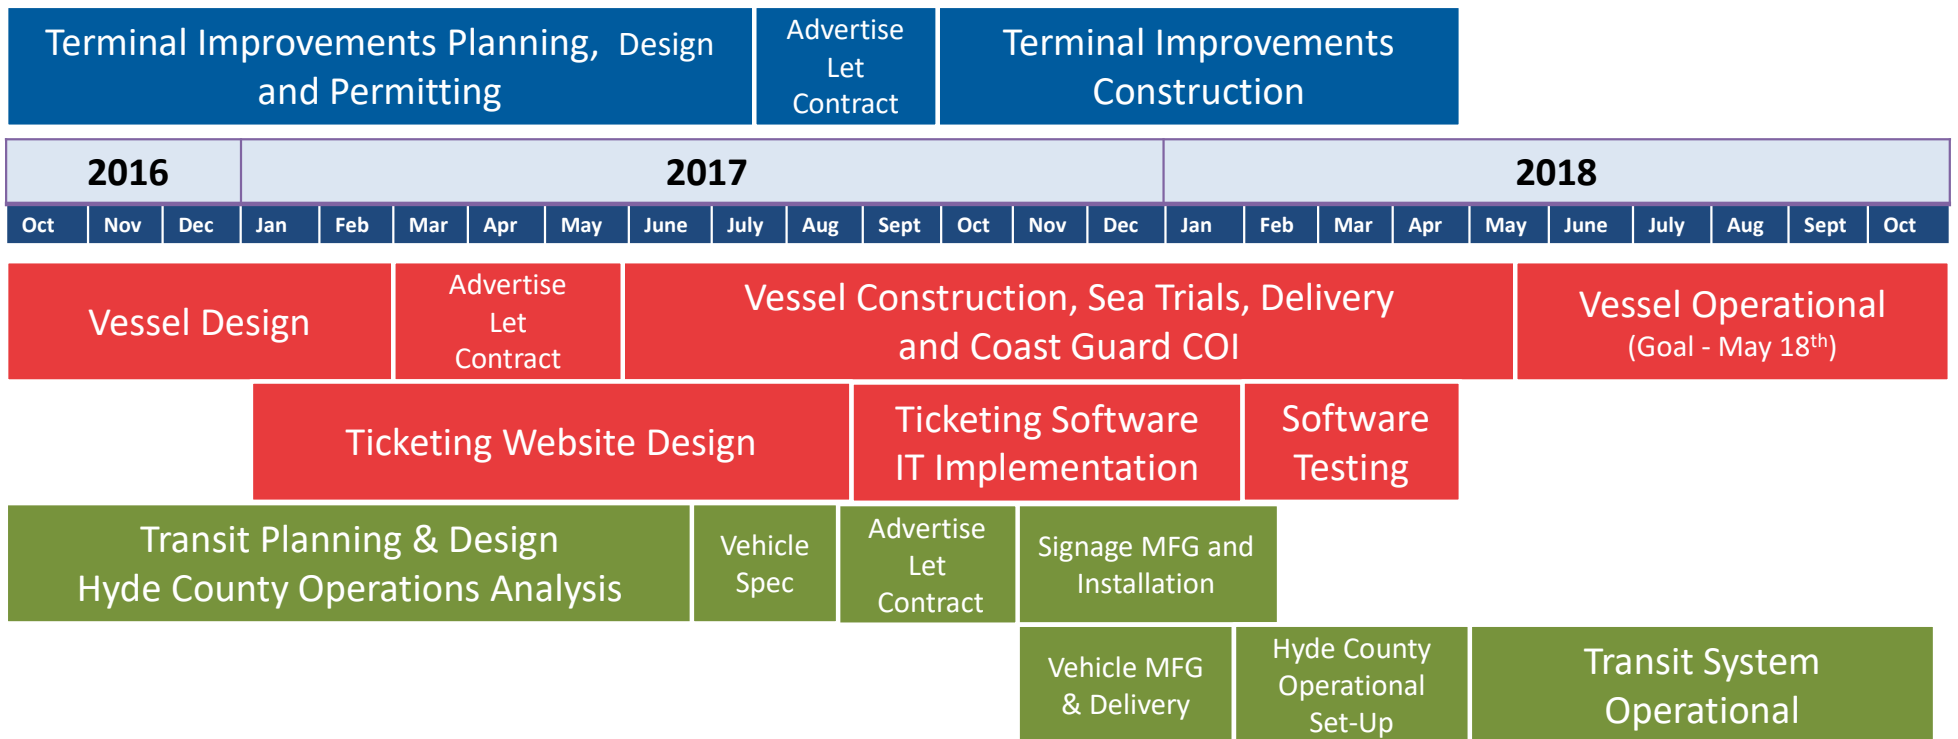 Terminal Improvements Planning, Design
and Permitting
Advertise
Let
Contract
Terminal Improvements
Construction
2016 2017 2018
Oct Nov Dec Jan Feb Mar Apr May June July Aug Sept Oct Nov Dec Jan Feb Mar Apr May June July Aug Sept Oct
Vessel Design
Advertise
Let
Contract
Vessel Construction, Sea Trials, Delivery
and Coast Guard COI
Vessel Operational
(Goal - May 18th)
Ticketing Website Design
Ticketing Software
IT Implementation
Software
Testing
Transit Planning & Design
Hyde County Operations Analysis
Vehicle
Spec
Advertise
Let
Contract
Signage MFG and
Installation
Vehicle MFG
& Delivery
Hyde County
Operational
Set-Up
Transit System
Operational